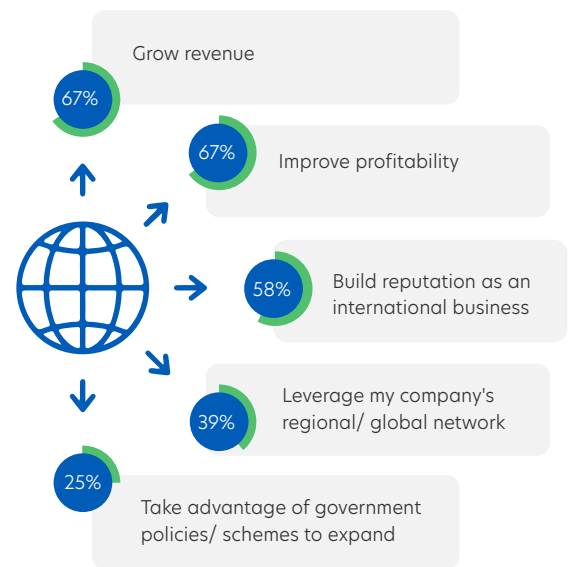 Grow revenue
67%
67%
Improve profitability
58%
Build reputation as an
international business
39%
Leverage my company's
regional/ global network
25%
Take advantage of government
policies/ schemes to expand